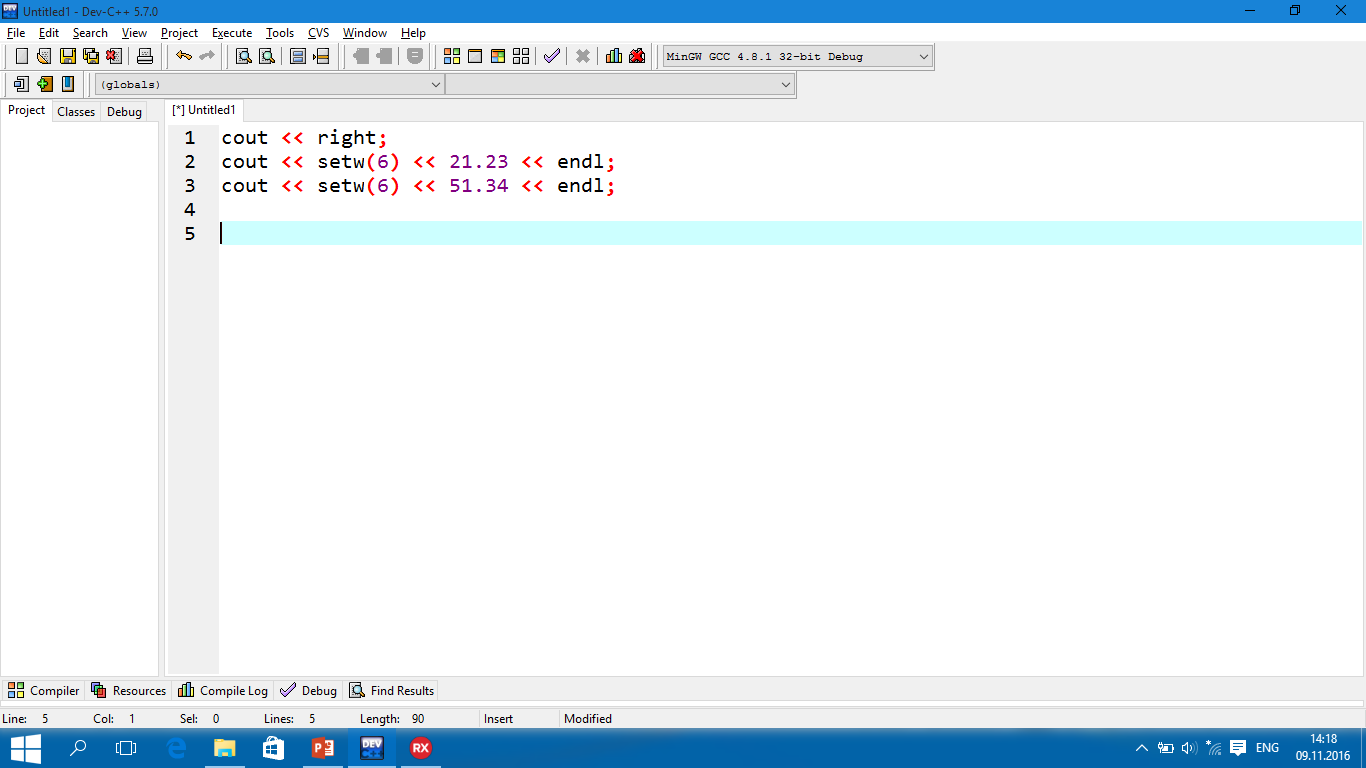 Untitled1 - Dev-C++ 5.7.0
File Edit Search View Project Execute Tools CVS Window Help
MinGW GCC 4.8.1 32-bit Debug
(globals)
Project Classes Debug [*] Untitled1
1 cout << right;
2 cout << setw(6) << 21.23 << endl;
3 cout << setw(6) << 51.34 << endl;
4
5
Compiler Resources Compile Log Debug Find Results
Line: 5 Col: 1 Sel: 0 Lines: 5 Length: 90 Insert Modified
DEV C++ RX ENG 14:18
09.11.2016